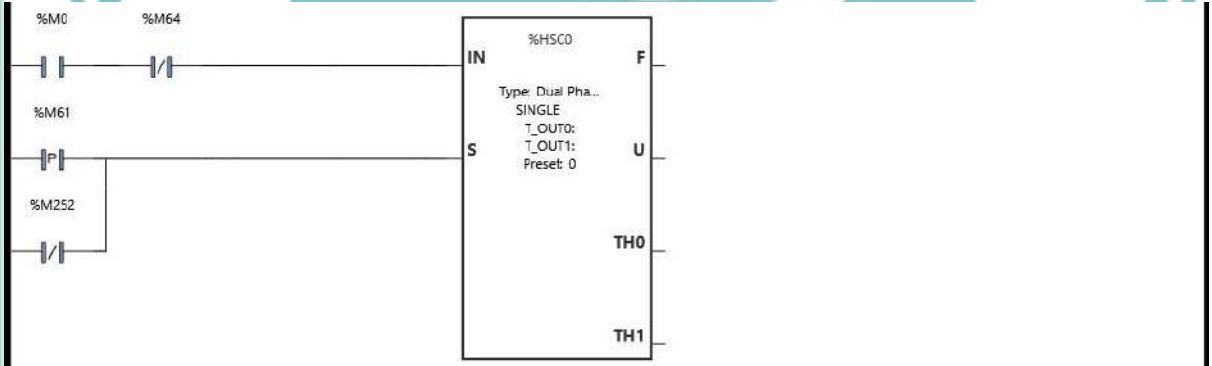 %M0 %M64
%HSC0
IN F
Type: Dual Pha...
SINGLE
%M61
T_OUT0:
P S T_OUT1: U
Preset: 0
%M252
TH0
TH1